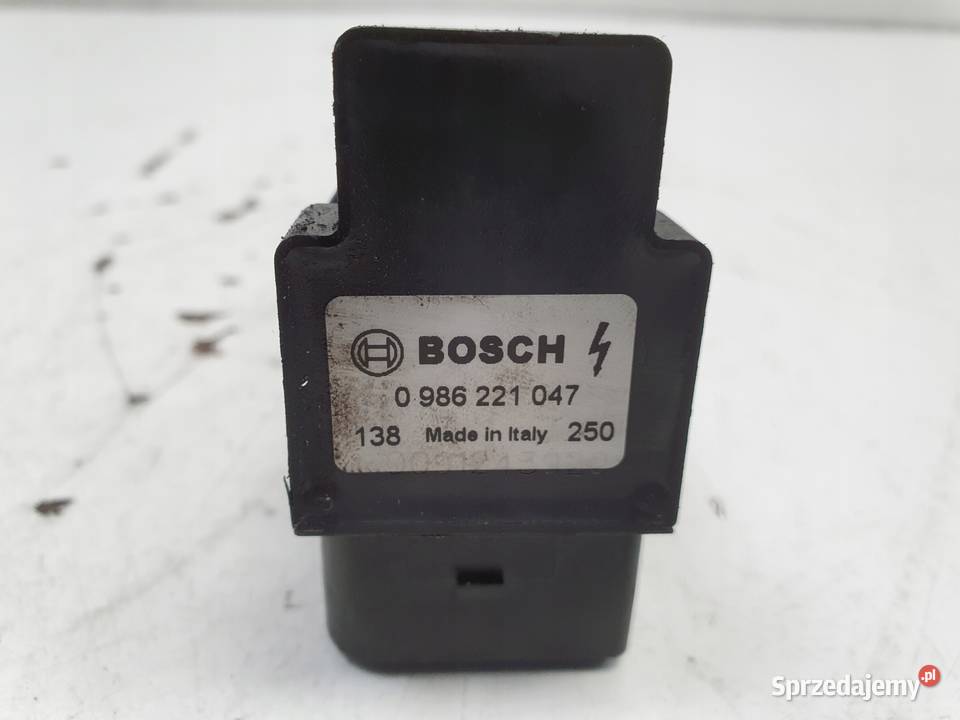 BOSCH
0 986 221 047
138 Made in Italy 250
Sprzedajemy.pl